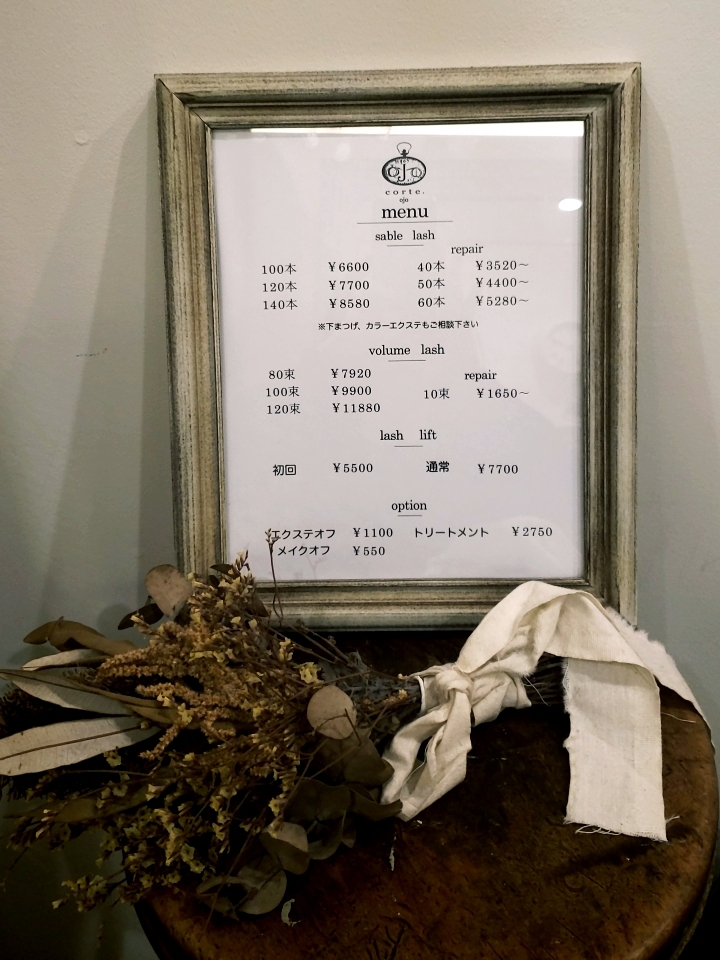 ojo
corte.
ojo
menu
sable lash
repair
100本 ¥6600 40本 ¥3520～
120本 ¥7700 50本 ¥4400～
140本 ¥8580 60本 ¥5280～
※下まつげ、カラーエクステもご相談下さい
volume lash
80束 ¥7920 repair
100束 ¥9900 10束 ¥1650～
120束 ¥11880
lash lift
初回 ¥5500 通常 ¥7700
option
エクステオフ ¥1100 トリートメント ¥2750
メイクオフ ¥550